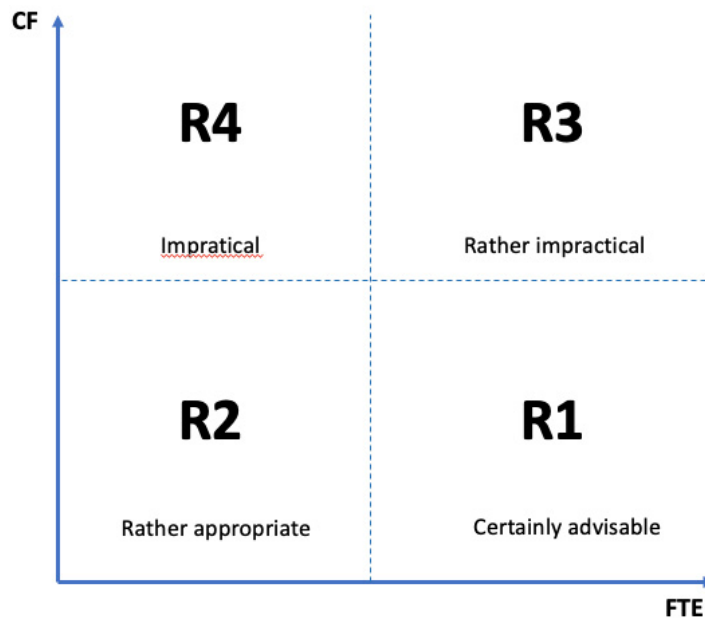 CF
R4
R3
Impratical
Rather impractical
R2
R1
Rather appropriate
Certainly advisable
FTE